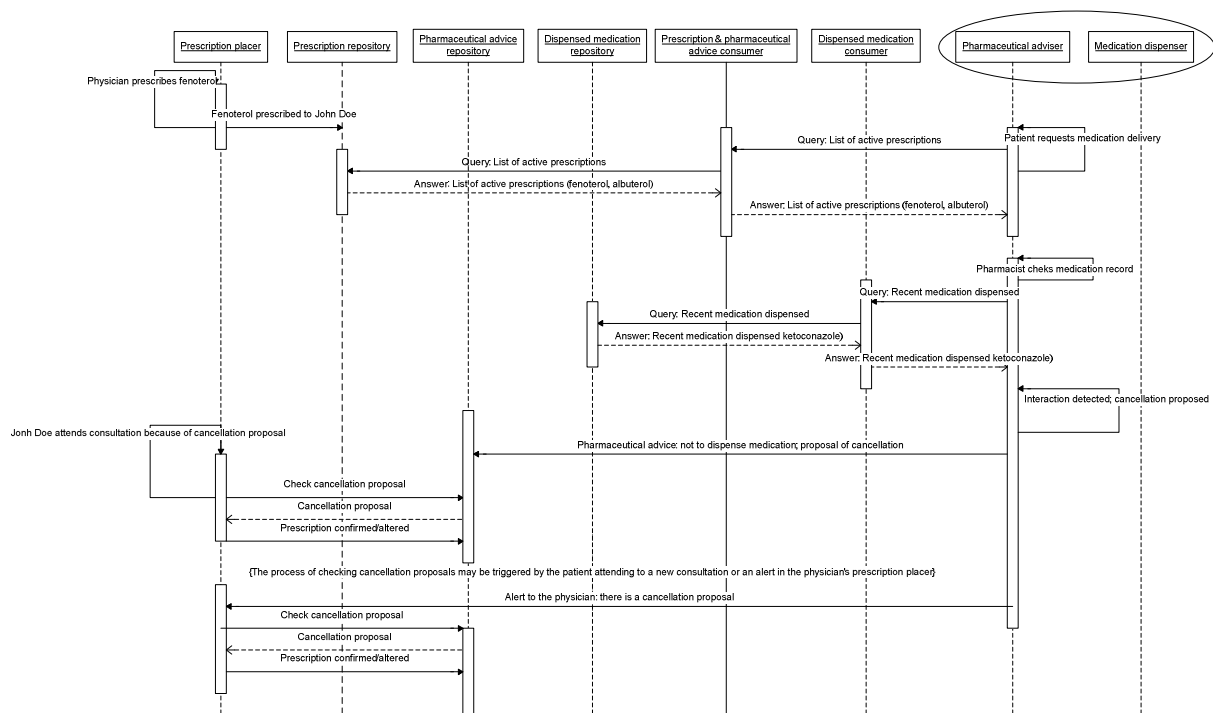 Prescription placer
Prescription repository
Pharmaceutical advice
repository
Dispensed medication
repository
Prescription & pharmaceutical
advice consumer
Dispensed medication
consumer
Pharmaceutical adviser
Medication dispenser
Physician prescribes fenoterol
Fenoterol prescribed to John Doe
Patient requests medication delivery
Query: List of active prescriptions
Query: List of active prescriptions
Answer: List of active prescriptions (fenoterol, albuterol)
Answer: List of active prescriptions (fenoterol, albuterol)
Pharmacist cheks medication record
Query: Recent medication dispensed
Query: Recent medication dispensed
Answer: Recent medication dispensed ketoconazole)
Answer: Recent medication dispensed ketoconazole)
Interaction detected; cancellation proposed
Jonh Doe attends consultation because of cancellation proposal
Pharmaceutical advice: not to dispense medication; proposal of cancellation
Check cancellation proposal
Cancellation proposal
Prescription confirmed/altered
{The process of checking cancellation proposals may be triggered by the patient attending to a new consultation or an alert in the physician's prescription placer}
Alert to the physician: there is a cancellation proposal
Check cancellation proposal
Cancellation proposal
Prescription confirmed/altered